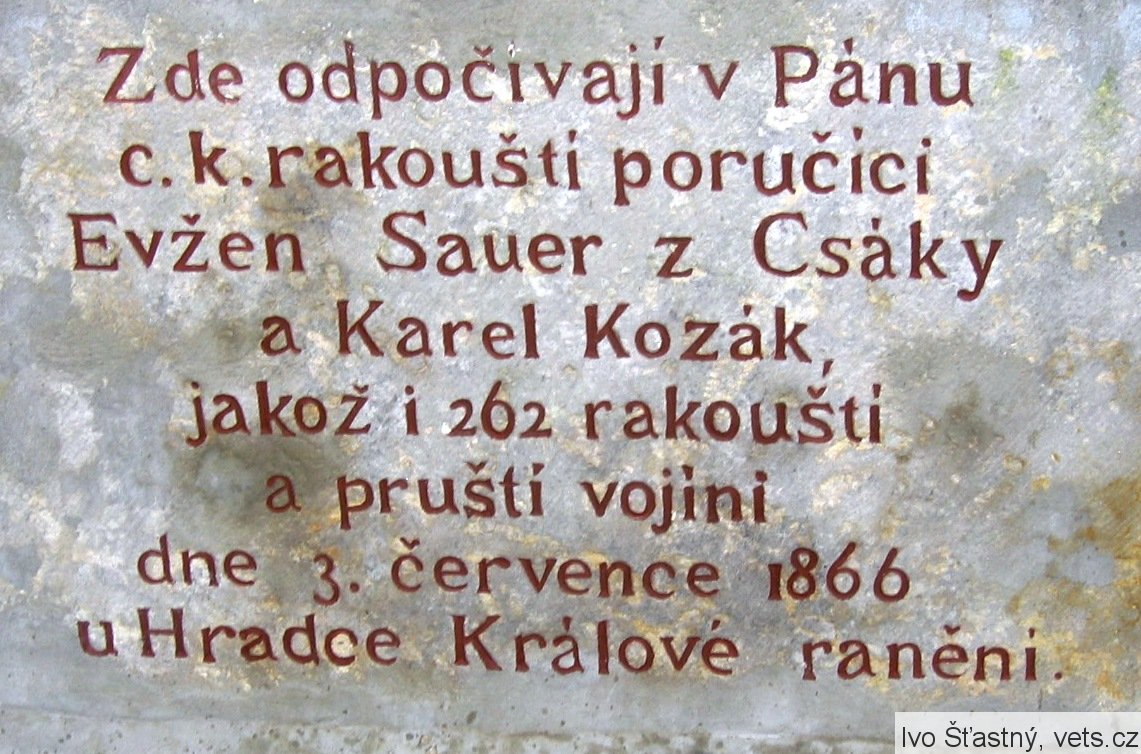 Zde odpočívají v Pánu
c. k. rakouští poručíci
Evžen Sauer z Csáky
a Karel Kozák,
jakož i 262 rakouští
a pruští vojíni
dne 3. července 1866
u Hradce Králové raněni.
Ivo Šťastný, vets.cz